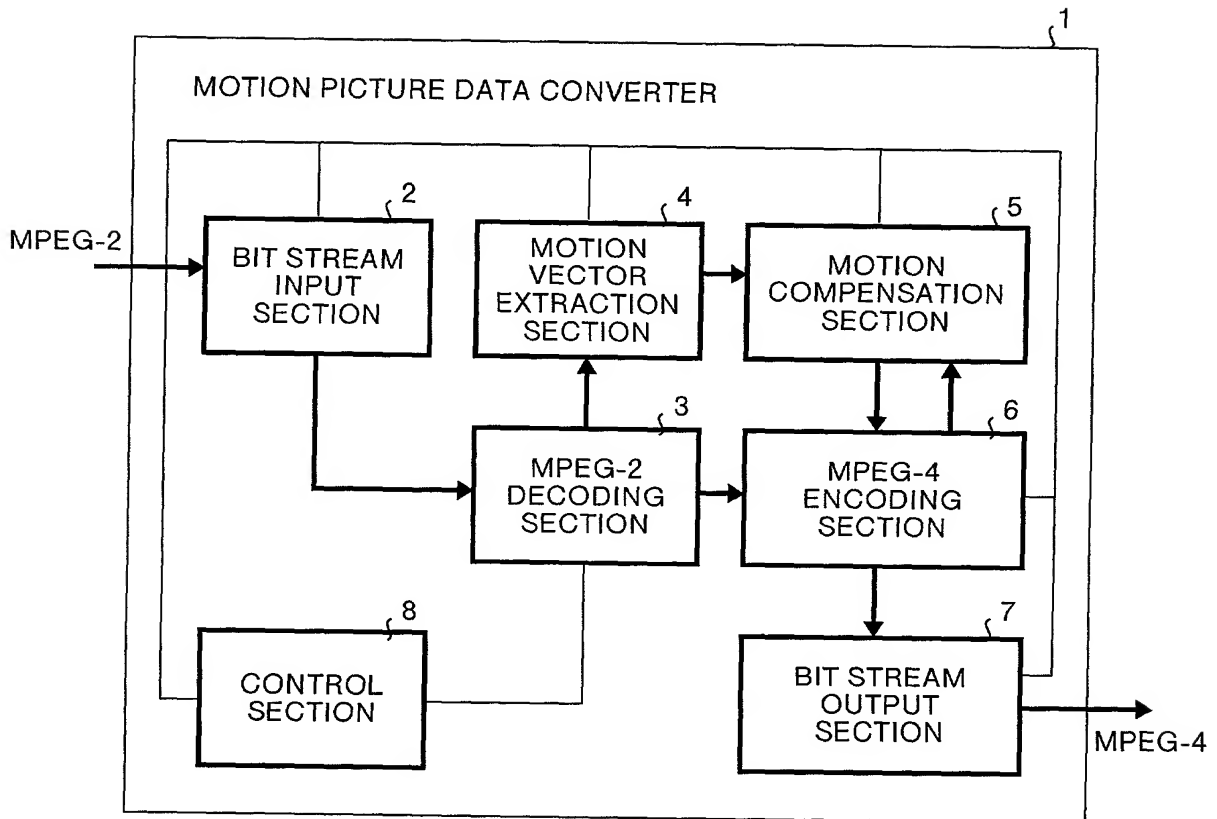 1
MOTION PICTURE DATA CONVERTER
2
4
5
MPEG-2
BIT STREAM
INPUT
SECTION
MOTION
VECTOR
EXTRACTION
SECTION
MOTION
COMPENSATION
SECTION
3
6
MPEG-2
DECODING
SECTION
MPEG-4
ENCODING
SECTION
8
7
CONTROL
SECTION
BIT STREAM
OUTPUT
SECTION
MPEG-4